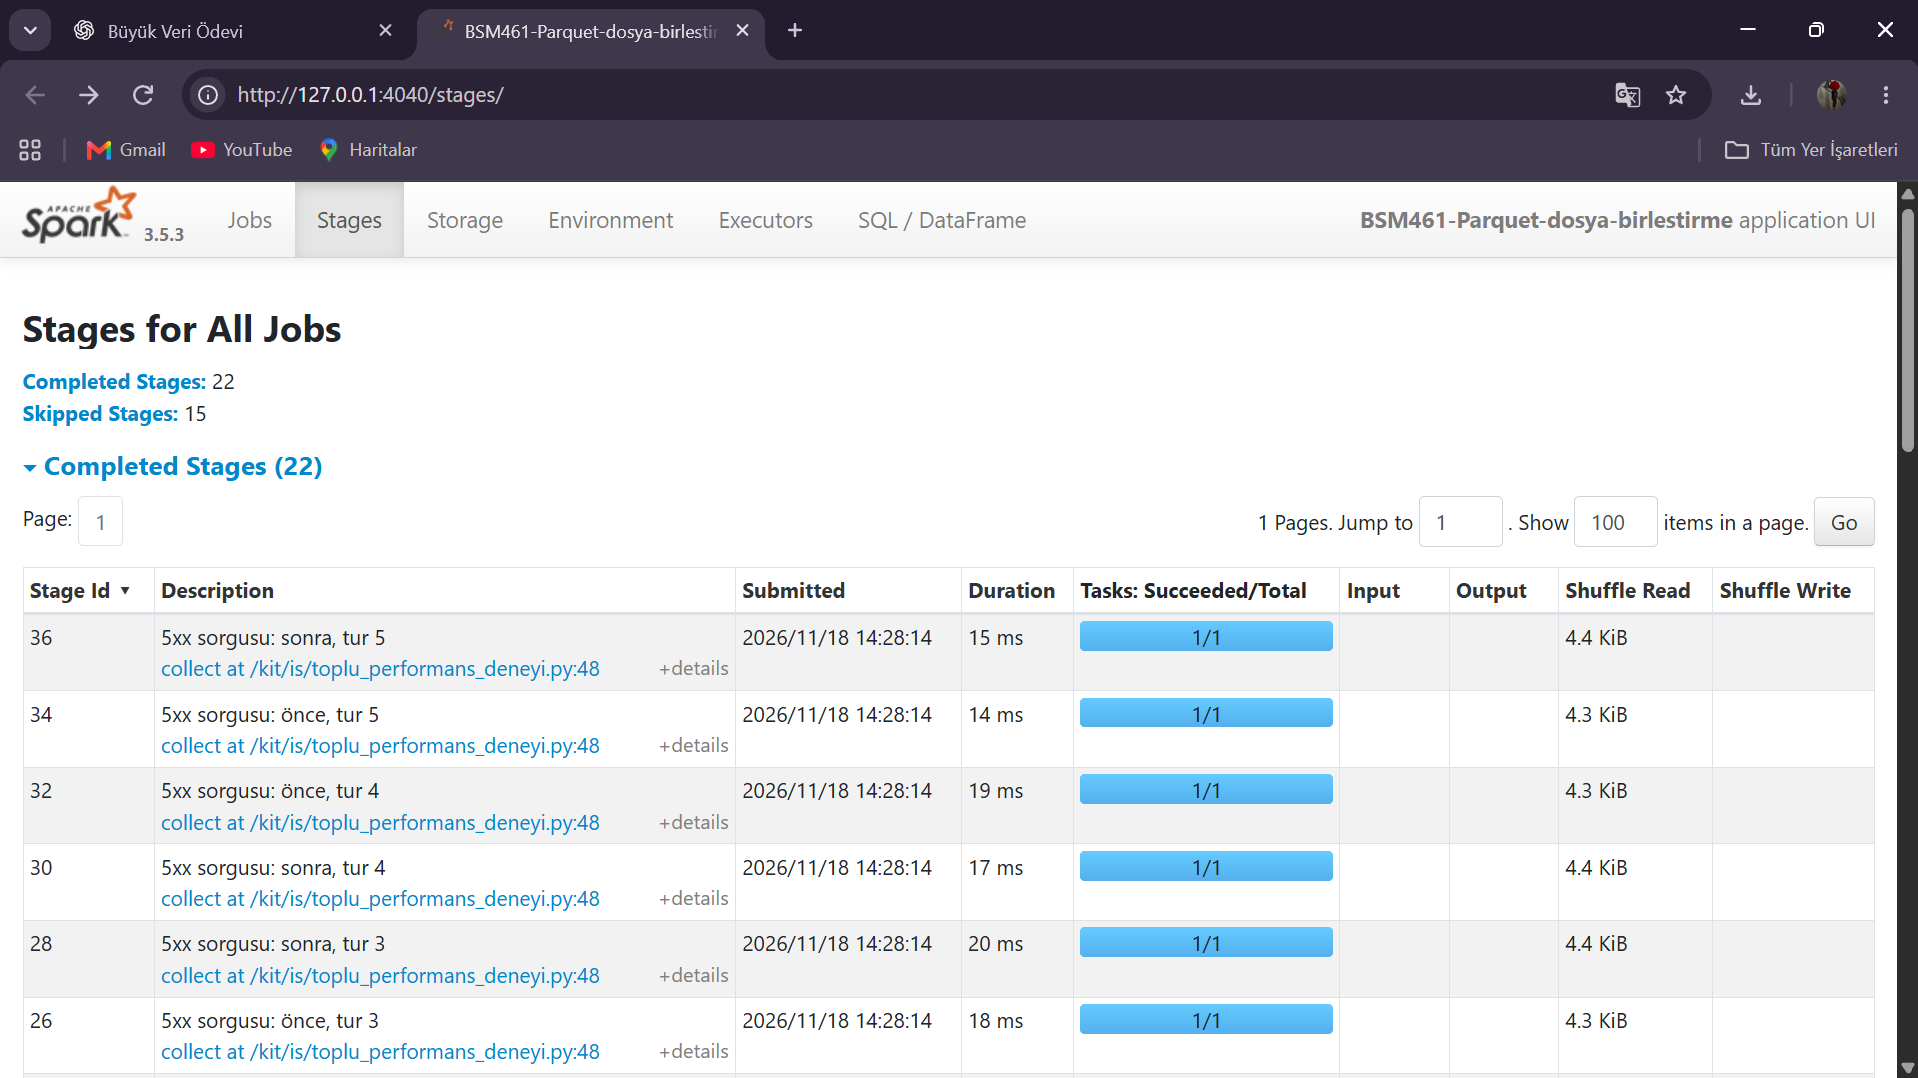 Büyük Veri Ödevi
BSM461-Parquet-dosya-birlesti
http://127.0.0.1:4040/stages/
Gmail
YouTube
Haritalar
Tüm Yer İşaretleri
APACHE Spark 3.5.3
Jobs
Stages
Storage
Environment
Executors
SQL / DataFrame
BSM461-Parquet-dosya-birlestirme application UI
Stages for All Jobs
Completed Stages: 22
Skipped Stages: 15
Completed Stages (22)
Page: 1
1 Pages. Jump to 1 . Show 100 items in a page. Go
Stage Id ▼ Description Submitted Duration Tasks: Succeeded/Total Input Output Shuffle Read Shuffle Write
36 5xx sorgusu: sonra, tur 5 2026/11/18 14:28:14 15 ms 1/1 4.4 KiB
collect at /kit/is/toplu_performans_deneyi.py:48 +details
34 5xx sorgusu: önce, tur 5 2026/11/18 14:28:14 14 ms 1/1 4.3 KiB
collect at /kit/is/toplu_performans_deneyi.py:48 +details
32 5xx sorgusu: önce, tur 4 2026/11/18 14:28:14 19 ms 1/1 4.3 KiB
collect at /kit/is/toplu_performans_deneyi.py:48 +details
30 5xx sorgusu: sonra, tur 4 2026/11/18 14:28:14 17 ms 1/1 4.4 KiB
collect at /kit/is/toplu_performans_deneyi.py:48 +details
28 5xx sorgusu: sonra, tur 3 2026/11/18 14:28:14 20 ms 1/1 4.4 KiB
collect at /kit/is/toplu_performans_deneyi.py:48 +details
26 5xx sorgusu: önce, tur 3 2026/11/18 14:28:14 18 ms 1/1 4.3 KiB
collect at /kit/is/toplu_performans_deneyi.py:48 +details